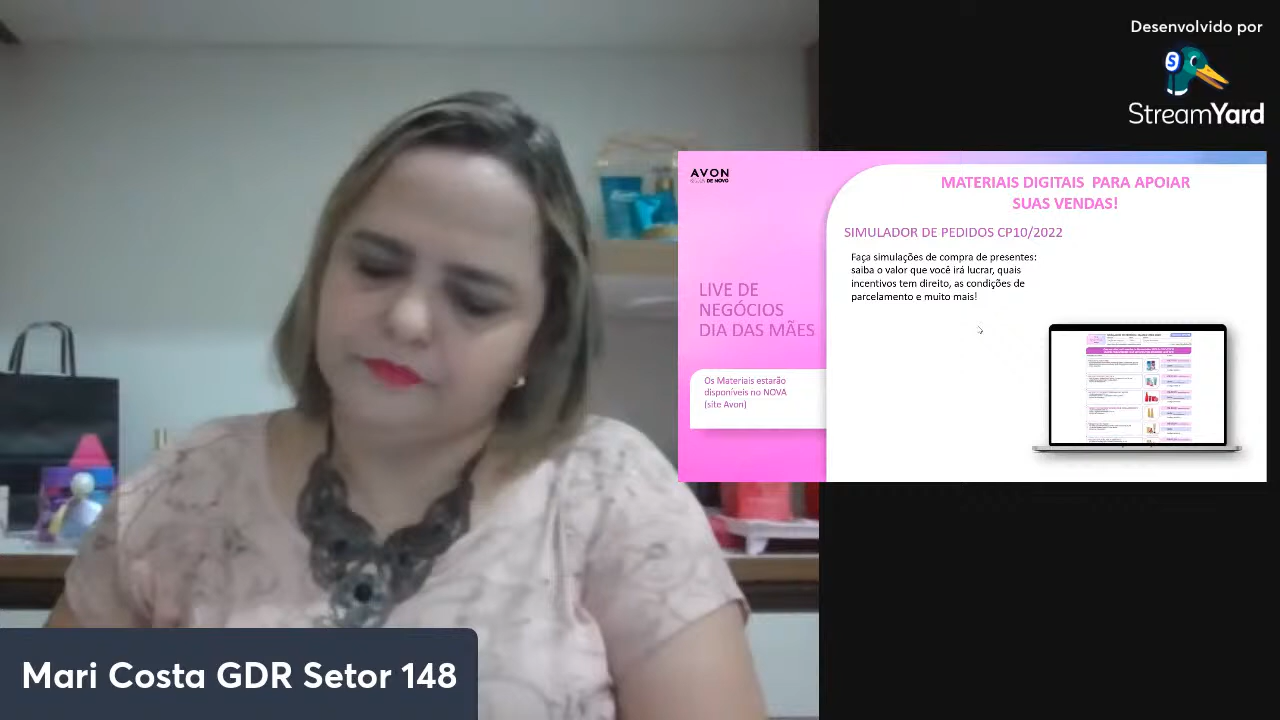 Desenvolvido por
StreamYard
AVON
DE NOVO
MATERIAIS DIGITAIS PARA APOIAR
SUAS VENDAS!
SIMULADOR DE PEDIDOS CP10/2022
Faça simulações de compra de presentes:
saiba o valor que você irá lucrar, quais
incentivos tem direito, as condições de
parcelamento e muito mais!
LIVE DE
NEGÓCIOS
DIA DAS MÃES
Os Materiais estarão
disponíveis no NOVA
(site Avon)
Mari Costa GDR Setor 148